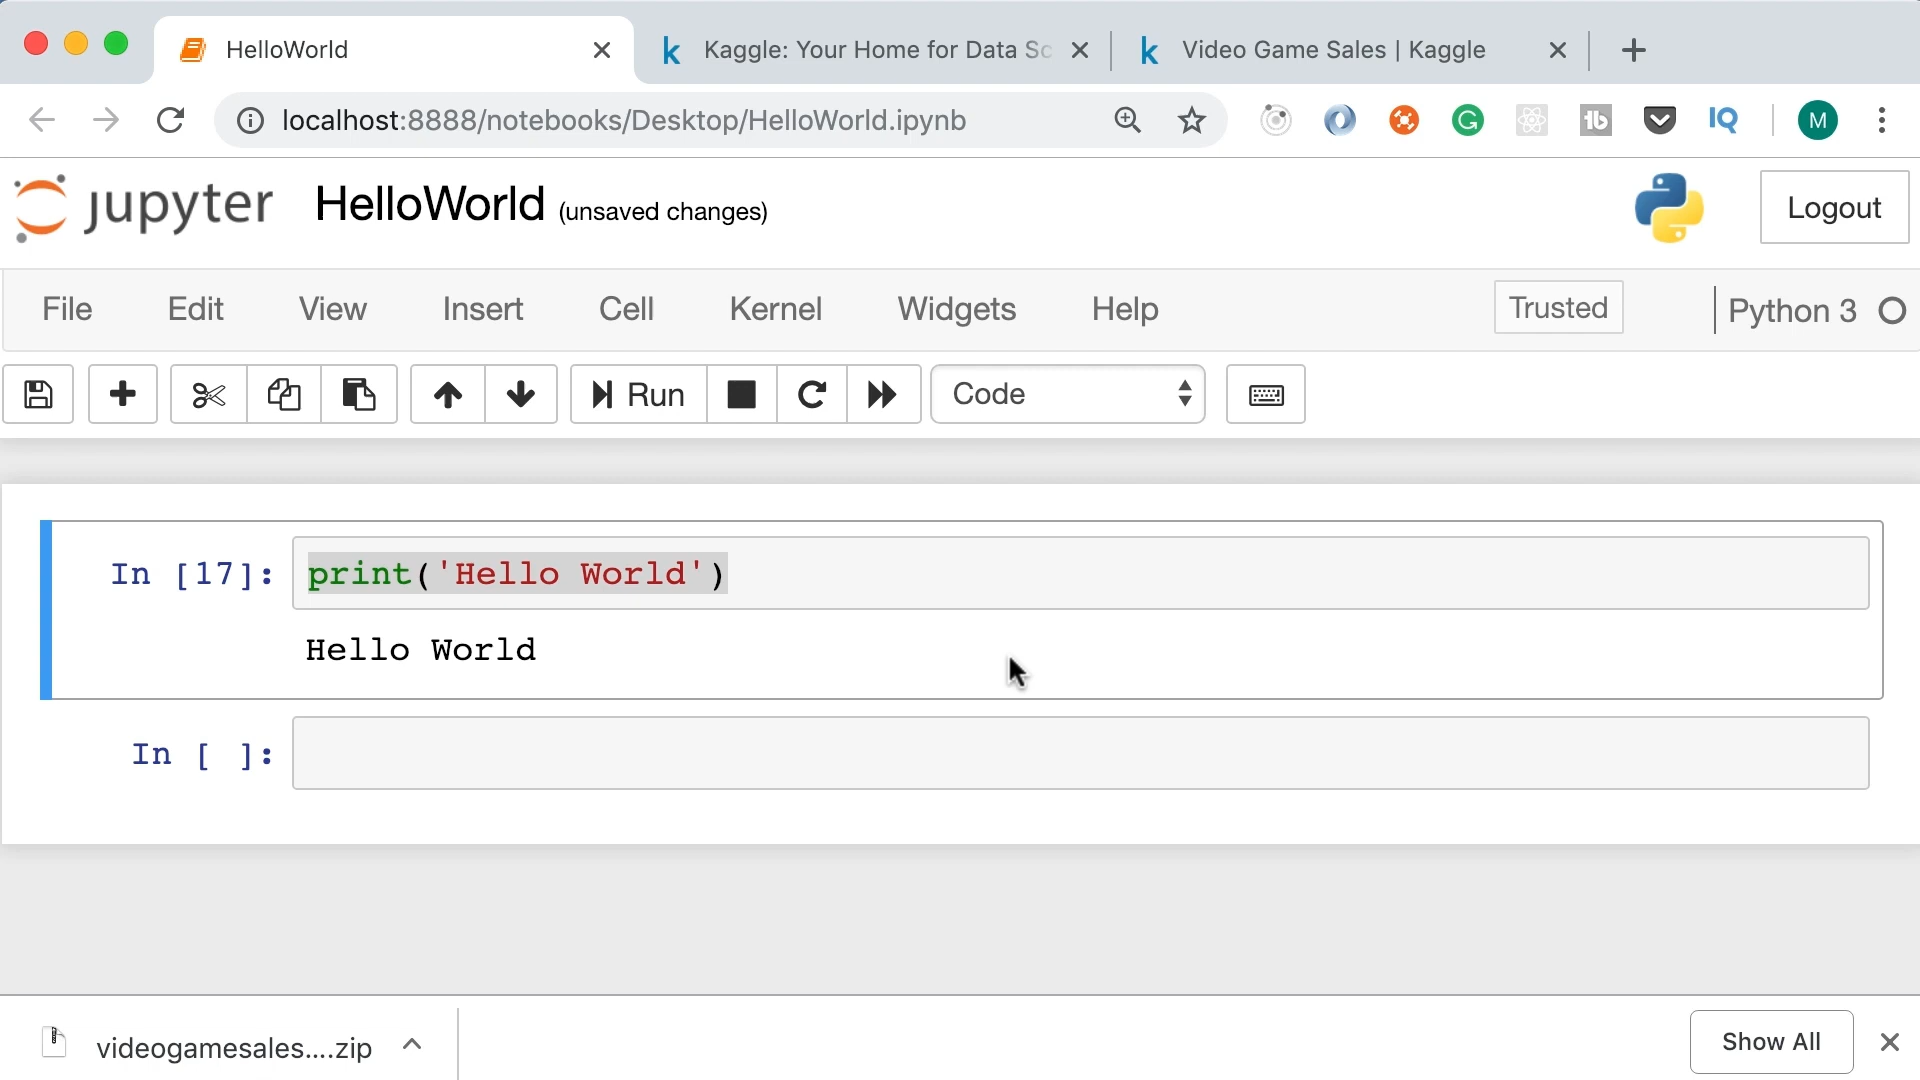 HelloWorld
Kaggle: Your Home for Data Sc
Video Game Sales | Kaggle
localhost:8888/notebooks/Desktop/HelloWorld.ipynb
G
tb
IQ
M
jupyter HelloWorld (unsaved changes)
Logout
File Edit View Insert Cell Kernel Widgets Help
Trusted
Python 3
Run
Code
In [17]: print('Hello World')
Hello World
In [ ]:
videogamesales....zip
Show All